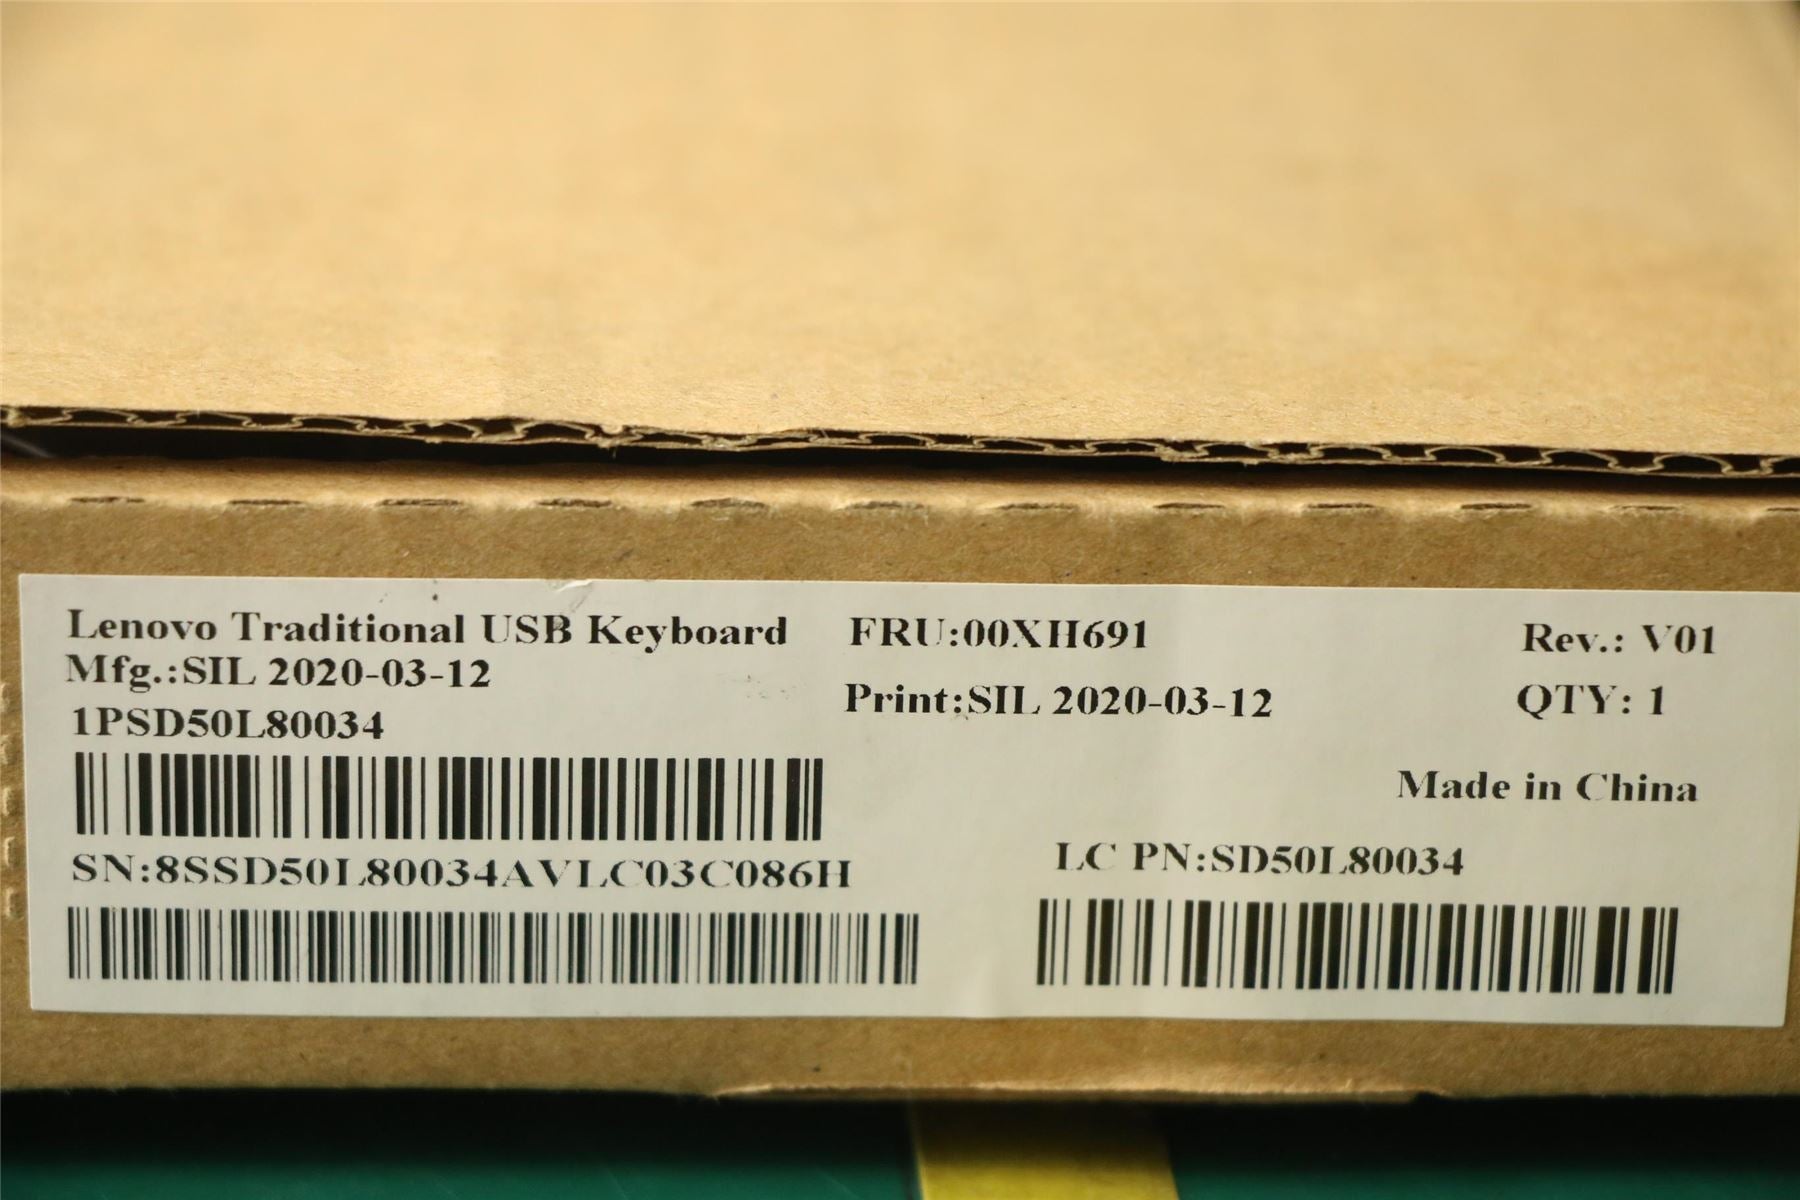 Lenovo Traditional USB Keyboard FRU:00XH691 Rev.: V01
Mfg.:SIL 2020-03-12
Print:SIL 2020-03-12 QTY: 1
1PSD50L80034
Made in China
SN:8SSD50L80034AVLC03C086H
LC PN:SD50L80034